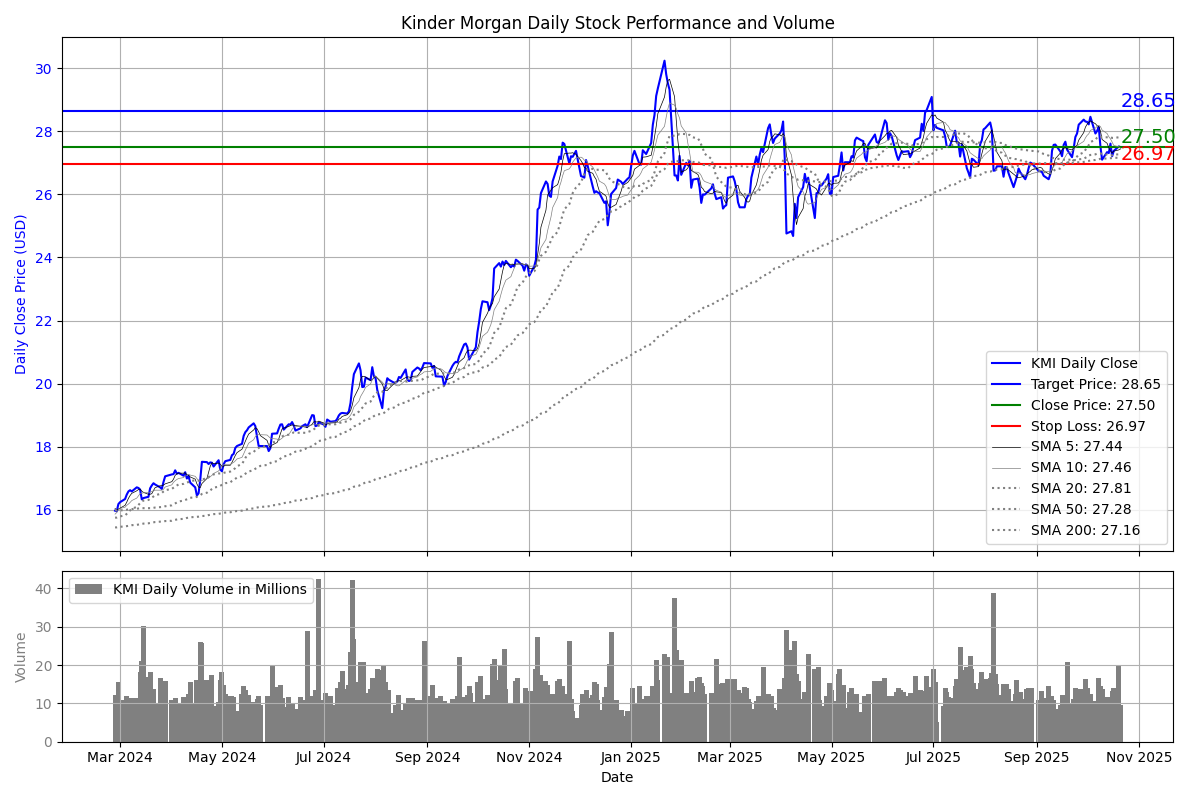 Kinder Morgan Daily Stock Performance and Volume
Daily Close Price (USD)
30
28
26
24
22
20
18
16
28.65
27.50
26.97
KMI Daily Close
Target Price: 28.65
Close Price: 27.50
Stop Loss: 26.97
SMA 5: 27.44
SMA 10: 27.46
SMA 20: 27.81
SMA 50: 27.28
SMA 200: 27.16
KMI Daily Volume in Millions
Volume
40
30
20
10
0
Mar 2024 May 2024 Jul 2024 Sep 2024 Nov 2024 Jan 2025 Mar 2025 May 2025 Jul 2025 Sep 2025 Nov 2025
Date